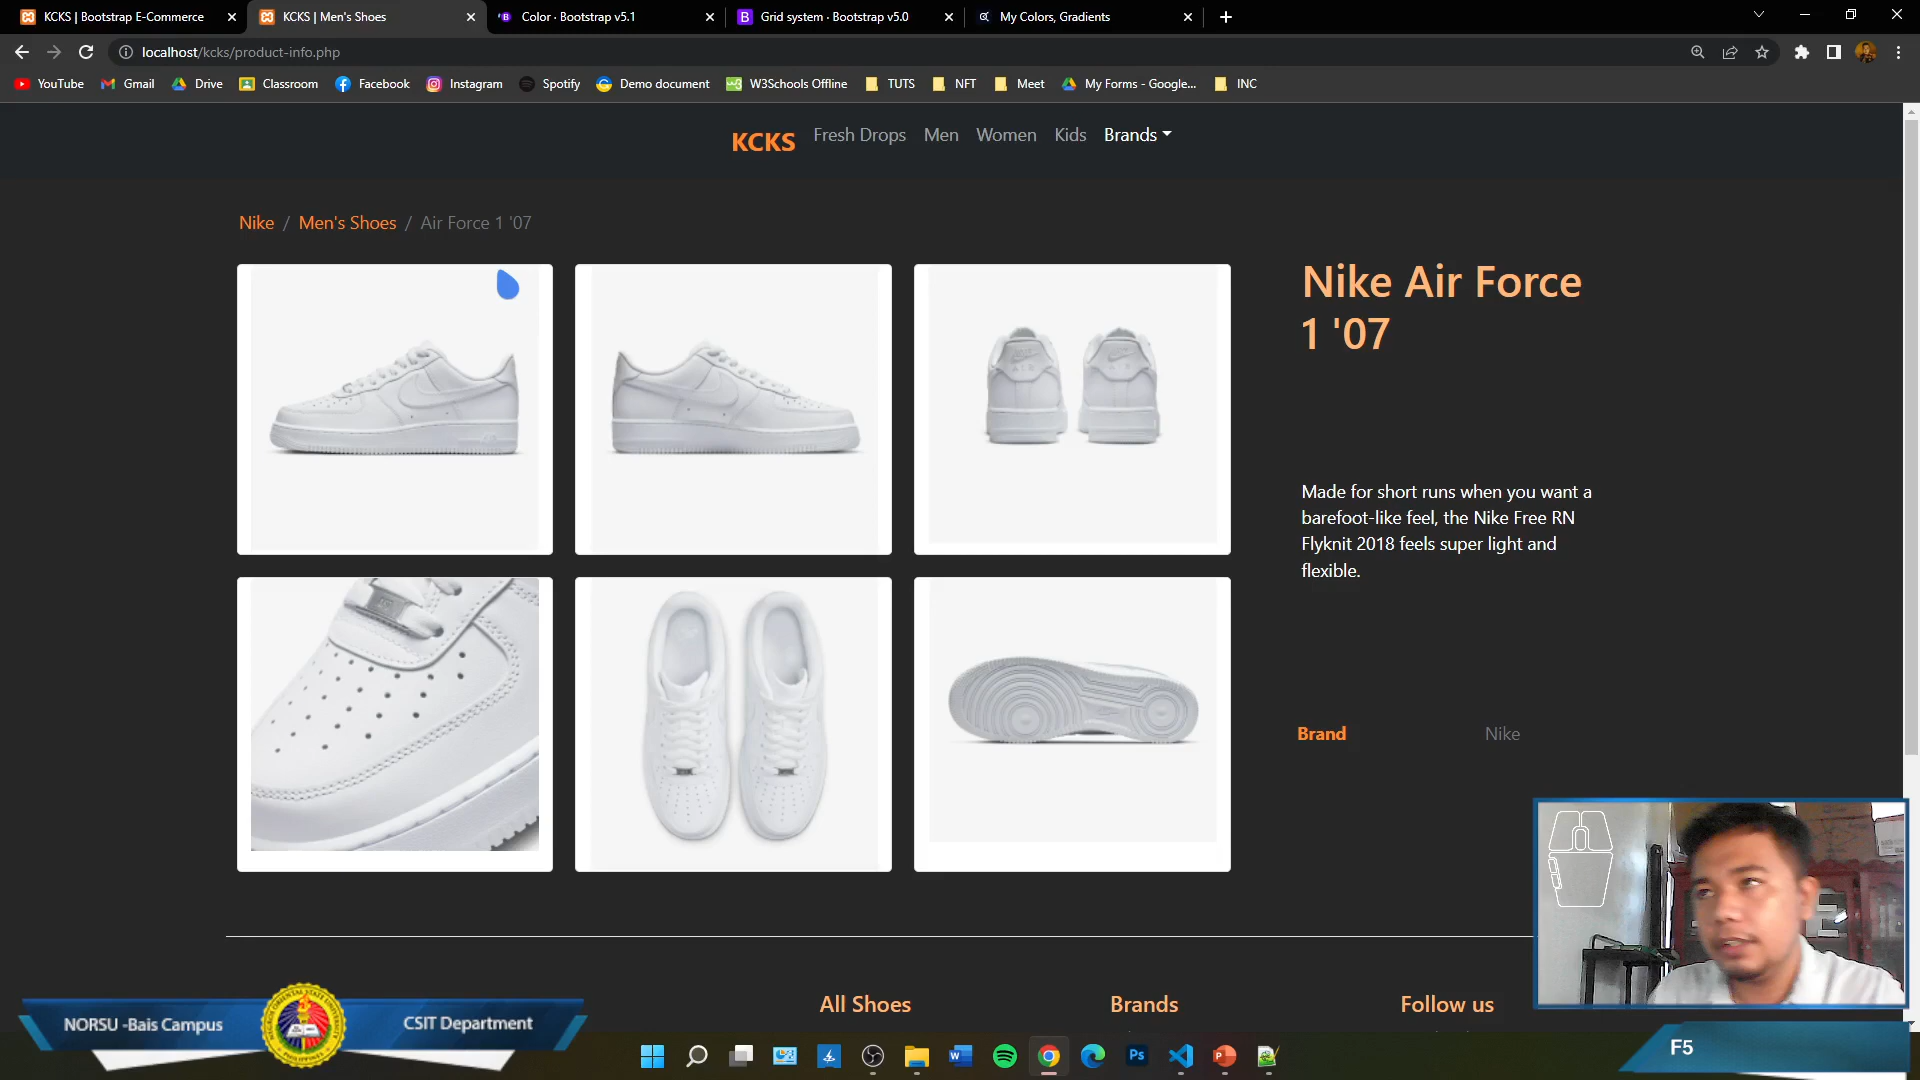 KCKS | Bootstrap E-Commerce
KCKS | Men's Shoes
Color · Bootstrap v5.1
Grid system · Bootstrap v5.0
My Colors, Gradients
localhost/kcks/product-info.php
YouTube
Gmail
Drive
Classroom
Facebook
Instagram
Spotify
Demo document
W3Schools Offline
TUTS
NFT
Meet
My Forms - Google...
INC
KCKS
Fresh Drops
Men
Women
Kids
Brands
Nike / Men's Shoes / Air Force 1 '07
Nike Air Force
1 '07
Made for short runs when you want a
barefoot-like feel, the Nike Free RN
Flyknit 2018 feels super light and
flexible.
Brand
Nike
All Shoes
Brands
Follow us
NORSU -Bais Campus
CSIT Department
F5